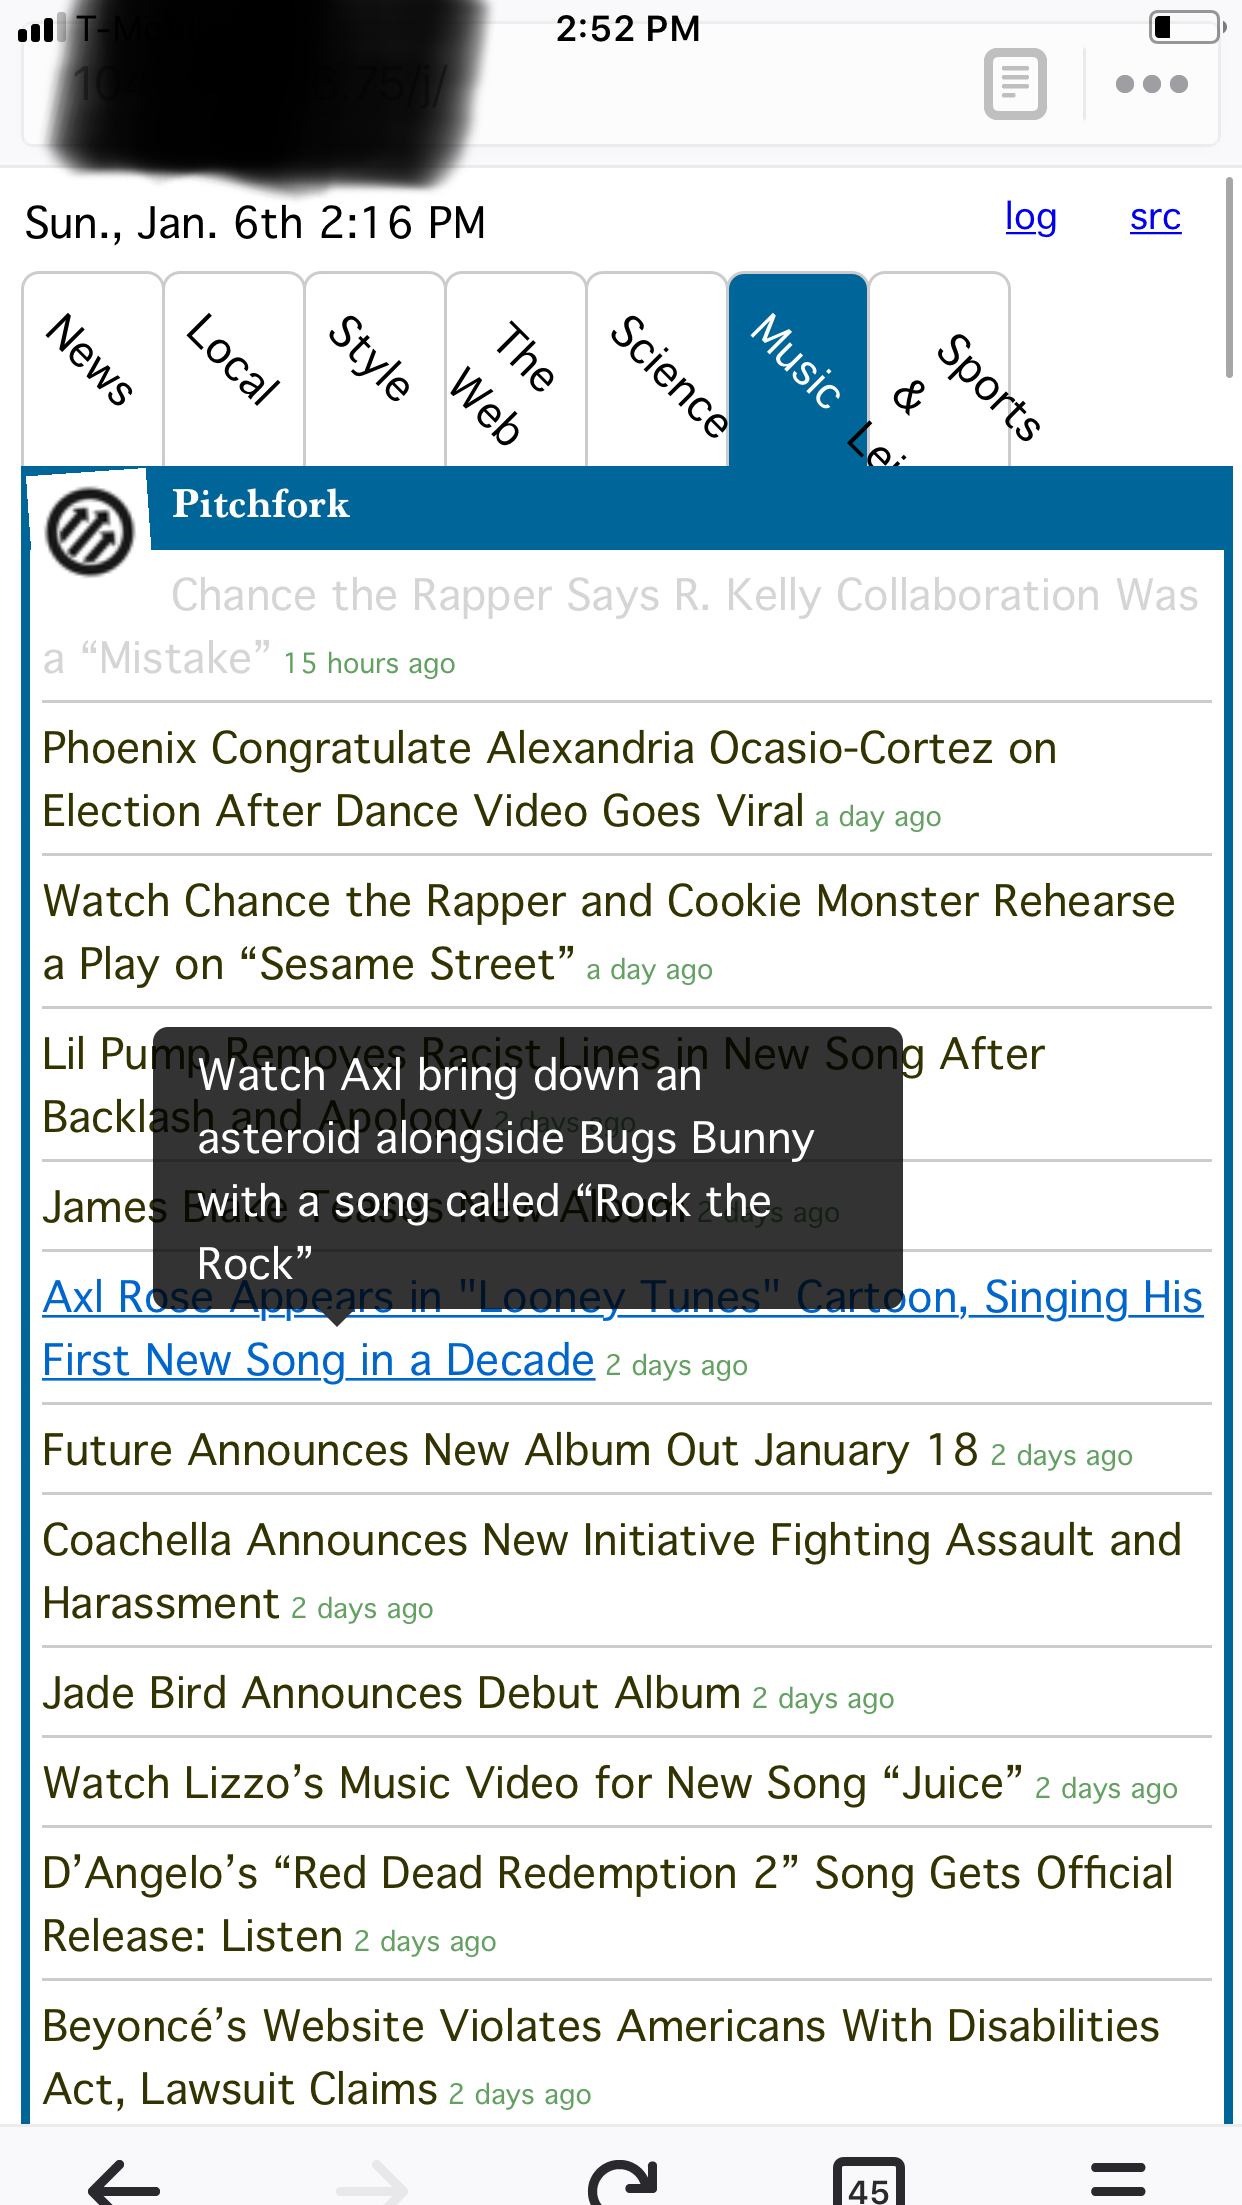 2:52 PM
Sun., Jan. 6th 2:16 PM
log src
News
Local
Style
The
Web
Science
Music
Sports
&
Pitchfork
Chance the Rapper Says R. Kelly Collaboration Was
a “Mistake” 15 hours ago
Phoenix Congratulate Alexandria Ocasio-Cortez on
Election After Dance Video Goes Viral a day ago
Watch Chance the Rapper and Cookie Monster Rehearse
a Play on “Sesame Street” a day ago
Lil Pump Removes Racist Lines in New Song After
Backlash and Apology 2 days ago
James Blake Teases New Album 2 days ago
Watch Axl bring down an
asteroid alongside Bugs Bunny
with a song called “Rock the
Rock”
Axl Rose Appears in "Looney Tunes" Cartoon, Singing His
First New Song in a Decade 2 days ago
Future Announces New Album Out January 18 2 days ago
Coachella Announces New Initiative Fighting Assault and
Harassment 2 days ago
Jade Bird Announces Debut Album 2 days ago
Watch Lizzo’s Music Video for New Song “Juice” 2 days ago
D’Angelo’s “Red Dead Redemption 2” Song Gets Official
Release: Listen 2 days ago
Beyoncé’s Website Violates Americans With Disabilities
Act, Lawsuit Claims 2 days ago
45